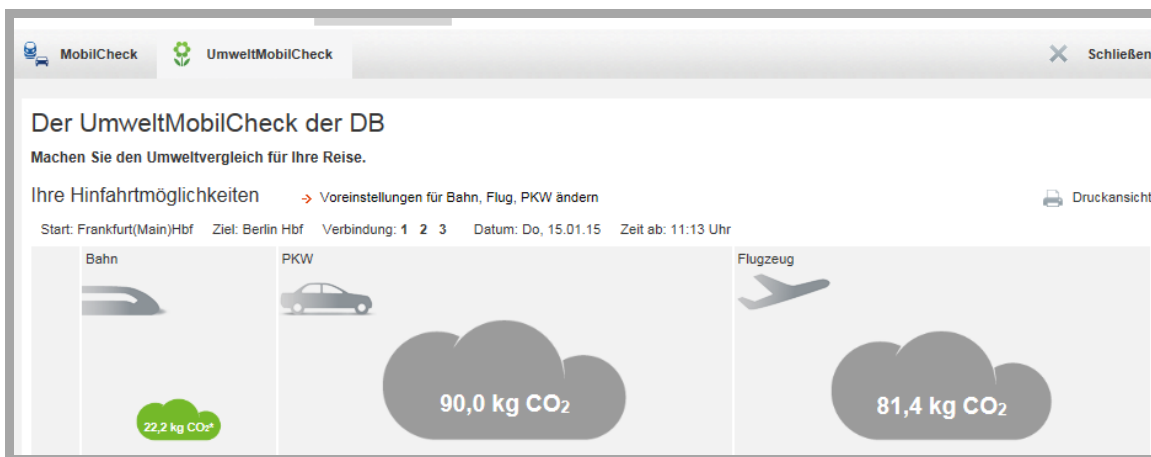 MobilCheck UmweltMobilCheck Schließen
Der UmweltMobilCheck der DB
Machen Sie den Umweltvergleich für Ihre Reise.
Ihre Hinfahrtmöglichkeiten → Voreinstellungen für Bahn, Flug, PKW ändern Druckansicht
Start: Frankfurt(Main)Hbf Ziel: Berlin Hbf Verbindung: 1 2 3 Datum: Do, 15.01.15 Zeit ab: 11:13 Uhr
Bahn PKW Flugzeug
22,2 kg CO₂* 90,0 kg CO₂ 81,4 kg CO₂